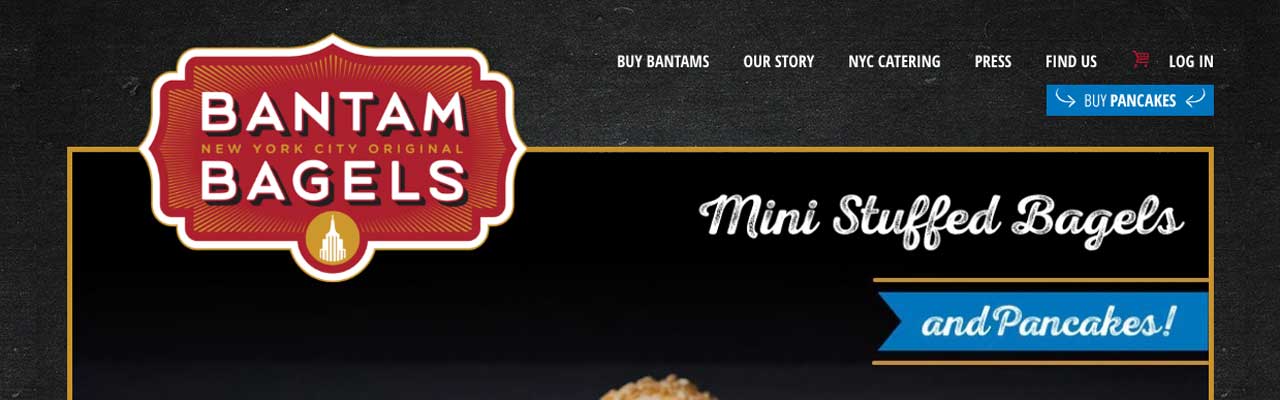 BUY BANTAMS OUR STORY NYC CATERING PRESS FIND US LOG IN
BUY PANCAKES
BANTAM
NEW YORK CITY ORIGINAL
BAGELS
Mini Stuffed Bagels
and Pancakes!